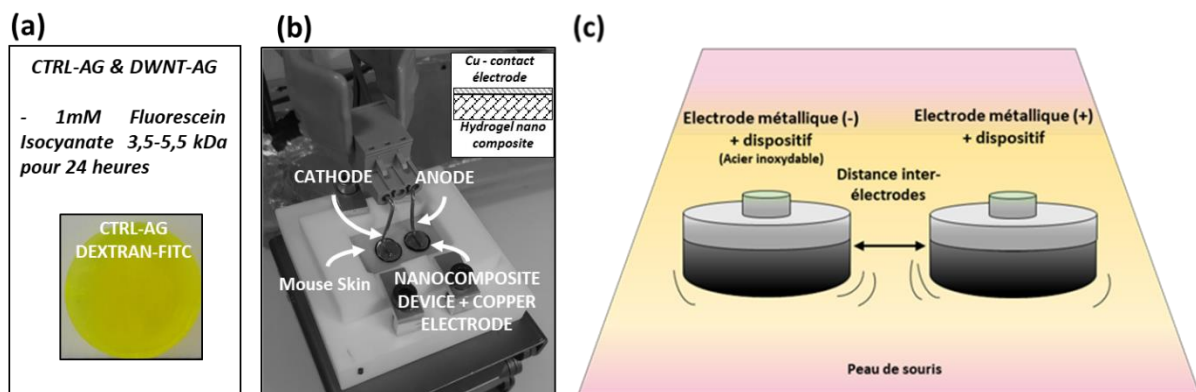 (a)
CTRL-AG & DWNT-AG
- 1mM Fluorescein
Isocyanate 3,5-5,5 kDa
pour 24 heures
CTRL-AG
DEXTRAN-FITC
(b)
Cu - contact
électrode
Hydrogel nano
composite
CATHODE
ANODE
Mouse Skin
NANOCOMPOSITE
DEVICE + COPPER
ELECTRODE
(c)
Electrode métallique (-)
+ dispositif
(Acier inoxydable)
Electrode métallique (+)
+ dispositif
Distance inter-
électrodes
Peau de souris